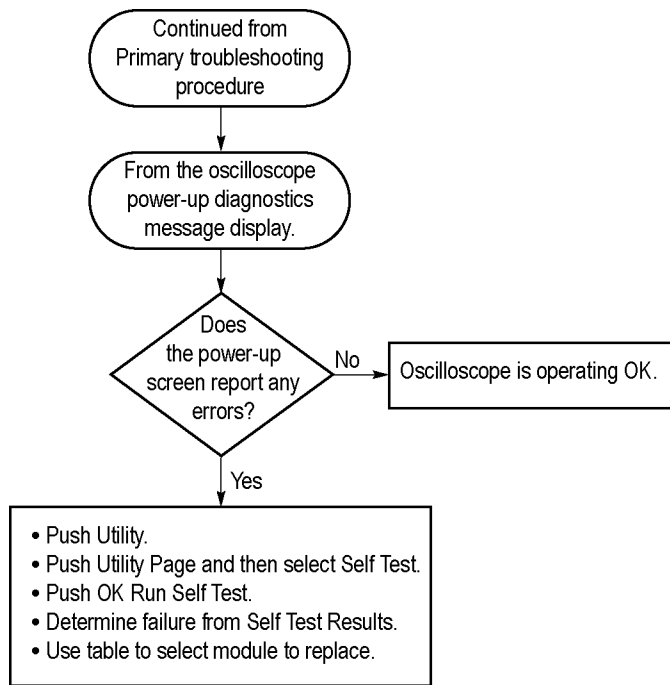 Continued from
Primary troubleshooting
procedure
From the oscilloscope
power-up diagnostics
message display.
Does
the power-up
screen report any
errors?
No
Oscilloscope is operating OK.
Yes
• Push Utility.
• Push Utility Page and then select Self Test.
• Push OK Run Self Test.
• Determine failure from Self Test Results.
• Use table to select module to replace.